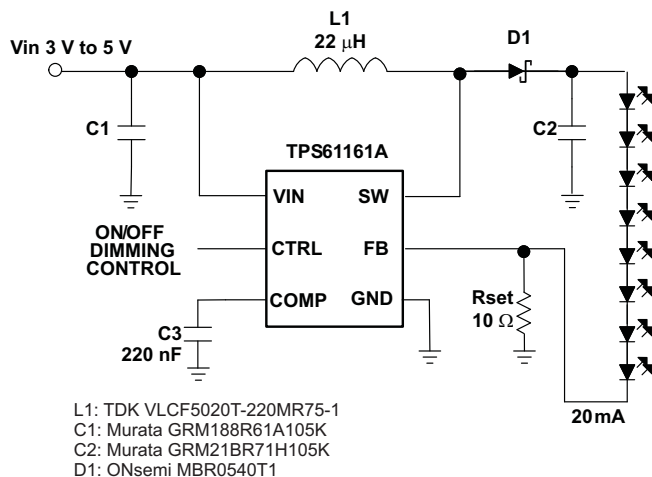 L1
22 μH
D1
Vin 3 V to 5 V
C1
C2
TPS61161A
VIN
SW
ON/OFF
DIMMING
CONTROL
CTRL
FB
COMP
GND
Rset
10 Ω
C3
220 nF
20mA
L1: TDK VLCF5020T-220MR75-1
C1: Murata GRM188R61A105K
C2: Murata GRM21BR71H105K
D1: ONsemi MBR0540T1